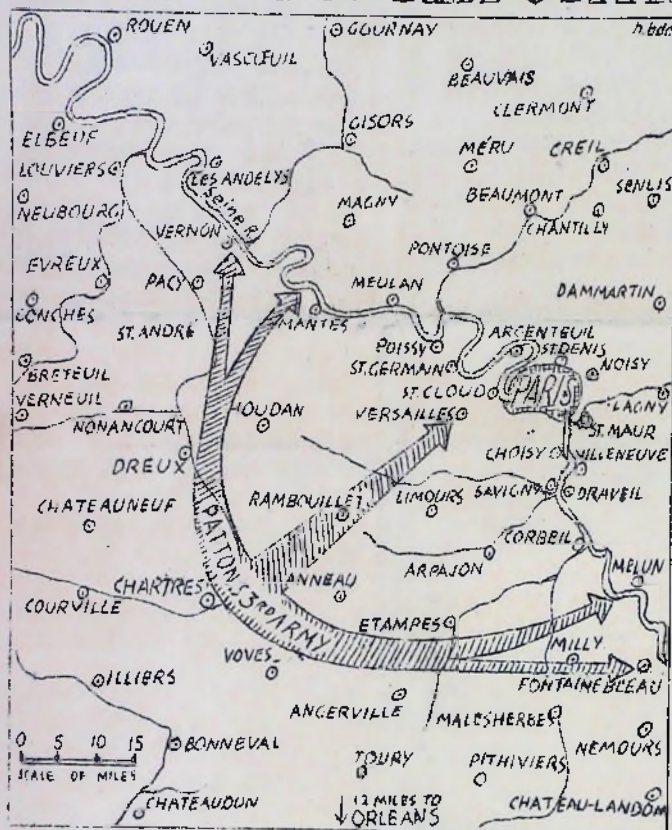 ROUEN
GOURNAY
VASCŒUIL
BEAUVAIS
CLERMONT
ELBEUF
GISORS
LOUVIERS
LES ANDELYS
MÉRU
CREIL
NEUBOURG
Seine R.
MAGNY
BEAUMONT
SENLIS
CHANTILLY
VERNON
PONTOISE
EVREUX
PACY
MEULAN
DAMMARTIN
CONCHES
ST. ANDRÉ
MANTES
POISSY
ARGENTEUIL
ST. DENIS
BRETEUIL
ST. GERMAIN
NOISY
VERNEUIL
ST. CLOUD
PARIS
LAGNY
NONANCOURT
HOUDAN
VERSAILLES
ST. MAUR
DREUX
CHOISY
VILLENEUVE
CHATEAUNEUF
RAMBOUILLET
LIMOURS
SAVIGNY
DRAVEIL
PATTON'S 3RD ARMY
ARPAJON
CORBEIL
CHARTRES
ANNEAU
MELUN
COURVILLE
ETAMPES
MILLY
VOVES
FONTAINEBLEAU
ILLIERS
ANGERVILLE
MALESHERBE
NEMOURS
0 5 10 15
SCALE OF MILES
BONNEVAL
TOURY
PITHIVIERS
CHATEAUDUN
12 MILES TO
ORLEANS
CHATEAU-LANDON